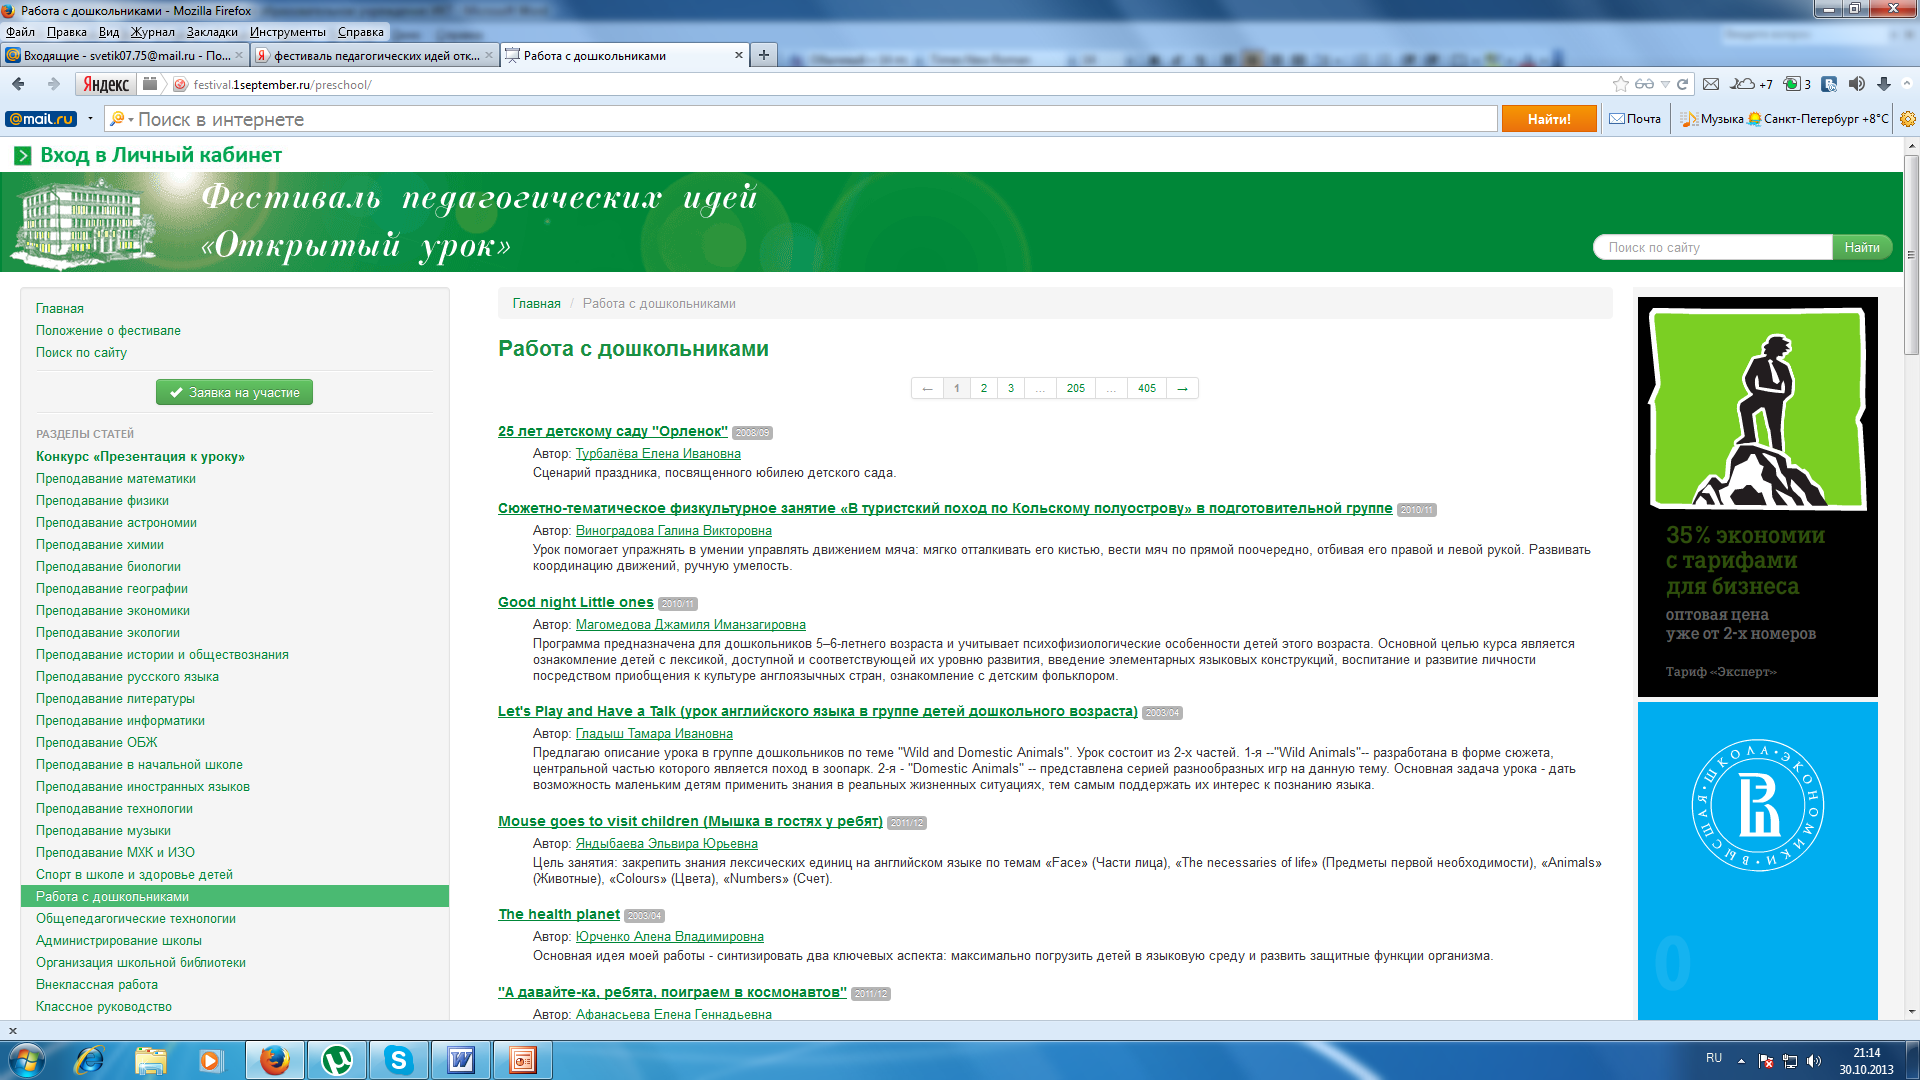 Работа с дошкольниками - Mozilla Firefox
Файл Правка Вид Журнал Закладки Инструменты Справка
Входящие - svetik07.75@mail.ru - По...
фестиваль педагогических идей отк...
Работа с дошкольниками
Яндекс
festival.1september.ru/preschool/
+7
3
@mail.ru
Поиск в интернете
Найти!
Почта
Музыка
Санкт-Петербург +8°C
Вход в Личный кабинет
Фестиваль педагогических идей
«Открытый урок»
Поиск по сайту
Найти
Главная
Положение о фестивале
Поиск по сайту
Заявка на участие
РАЗДЕЛЫ СТАТЕЙ
Конкурс «Презентация к уроку»
Преподавание математики
Преподавание физики
Преподавание астрономии
Преподавание химии
Преподавание биологии
Преподавание географии
Преподавание экономики
Преподавание экологии
Преподавание истории и обществознания
Преподавание русского языка
Преподавание литературы
Преподавание информатики
Преподавание ОБЖ
Преподавание в начальной школе
Преподавание иностранных языков
Преподавание технологии
Преподавание музыки
Преподавание МХК и ИЗО
Спорт в школе и здоровье детей
Работа с дошкольниками
Общепедагогические технологии
Администрирование школы
Организация школьной библиотеки
Внеклассная работа
Классное руководство
Главная / Работа с дошкольниками
Работа с дошкольниками
← 1 2 3 ... 205 ... 405 →
25 лет детскому саду "Орленок" 2008/09
Автор: Турбалёва Елена Ивановна
Сценарий праздника, посвященного юбилею детского сада.
Сюжетно-тематическое физкультурное занятие «В туристский поход по Кольскому полуострову» в подготовительной группе 2010/11
Автор: Виноградова Галина Викторовна
Урок помогает упражнять в умении управлять движением мяча: мягко отталкивать его кистью, вести мяч по прямой поочередно, отбивая его правой и левой рукой. Развивать
координацию движений, ручную умелость.
Good night Little ones 2010/11
Автор: Магомедова Джамиля Иманзагировна
Программа предназначена для дошкольников 5–6-летнего возраста и учитывает психофизиологические особенности детей этого возраста. Основной целью курса является
ознакомление детей с лексикой, доступной и соответствующей их уровню развития, введение элементарных языковых конструкций, воспитание и развитие личности
посредством приобщения к культуре англоязычных стран, ознакомление с детским фольклором.
Let's Play and Have a Talk (урок английского языка в группе детей дошкольного возраста) 2003/04
Автор: Гладыш Тамара Ивановна
Предлагаю описание урока в группе дошкольников по теме "Wild and Domestic Animals". Урок состоит из 2-х частей. 1-я --"Wild Animals"-- разработана в форме сюжета,
центральной частью которого является поход в зоопарк. 2-я - "Domestic Animals" -- представлена серией разнообразных игр на данную тему. Основная задача урока - дать
возможность маленьким детям применить знания в реальных жизненных ситуациях, тем самым поддержать их интерес к познанию языка.
Mouse goes to visit children (Мышка в гостях у ребят) 2011/12
Автор: Яндыбаева Эльвира Юрьевна
Цель занятия: закрепить знания лексических единиц на английском языке по темам «Face» (Части лица), «The necessaries of life» (Предметы первой необходимости), «Animals»
(Животные), «Colours» (Цвета), «Numbers» (Счет).
The health planet 2003/04
Автор: Юрченко Алена Владимировна
Основная идея моей работы - синтизировать два ключевых аспекта: максимально погрузить детей в языковую среду и развить защитные функции организма.
"А давайте-ка, ребята, поиграем в космонавтов" 2011/12
Автор: Афанасьева Елена Геннадьевна
35% экономии
с тарифами
для бизнеса
оптовая цена
уже от 2-х номеров
Тариф «Эксперт»
ВЫСШАЯ ШКОЛА ЭКОНОМИКИ
0
RU
21:14
30.10.2013